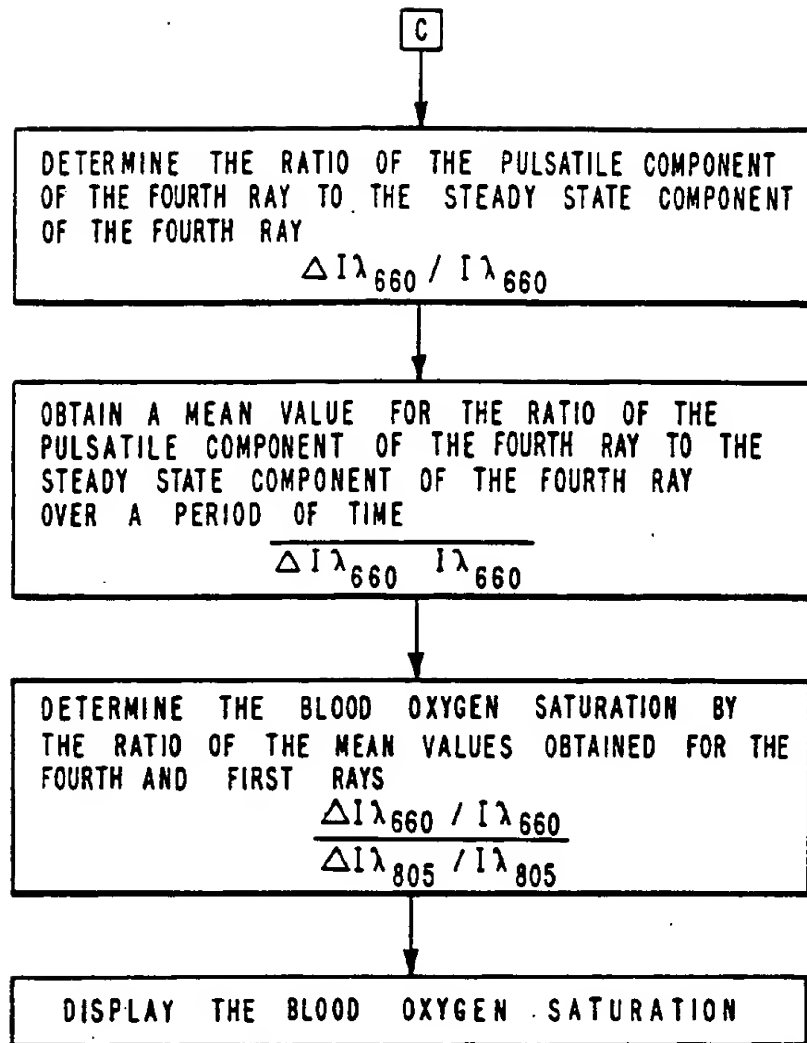 C
DETERMINE THE RATIO OF THE PULSATILE COMPONENT
OF THE FOURTH RAY TO THE STEADY STATE COMPONENT
OF THE FOURTH RAY
ΔIλ660 / Iλ660
OBTAIN A MEAN VALUE FOR THE RATIO OF THE
PULSATILE COMPONENT OF THE FOURTH RAY TO THE
STEADY STATE COMPONENT OF THE FOURTH RAY
OVER A PERIOD OF TIME
ΔIλ660 Iλ660
DETERMINE THE BLOOD OXYGEN SATURATION BY
THE RATIO OF THE MEAN VALUES OBTAINED FOR THE
FOURTH AND FIRST RAYS
ΔIλ660 / Iλ660
ΔIλ805 / Iλ805
DISPLAY THE BLOOD OXYGEN SATURATION